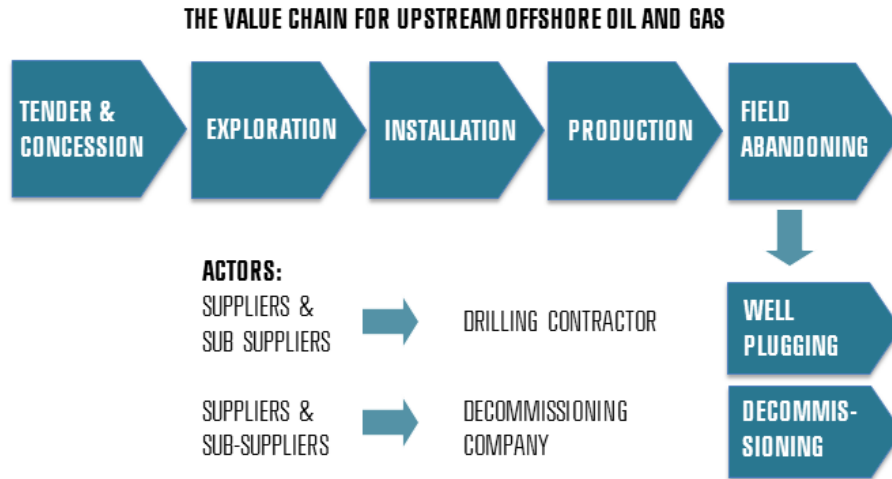 THE VALUE CHAIN FOR UPSTREAM OFFSHORE OIL AND GAS
TENDER &
CONCESSION
EXPLORATION
INSTALLATION
PRODUCTION
FIELD
ABANDONING
ACTORS:
SUPPLIERS &
SUB SUPPLIERS
DRILLING CONTRACTOR
WELL
PLUGGING
SUPPLIERS &
SUB-SUPPLIERS
DECOMMISSIONING
COMPANY
DECOMMIS-
SIONING